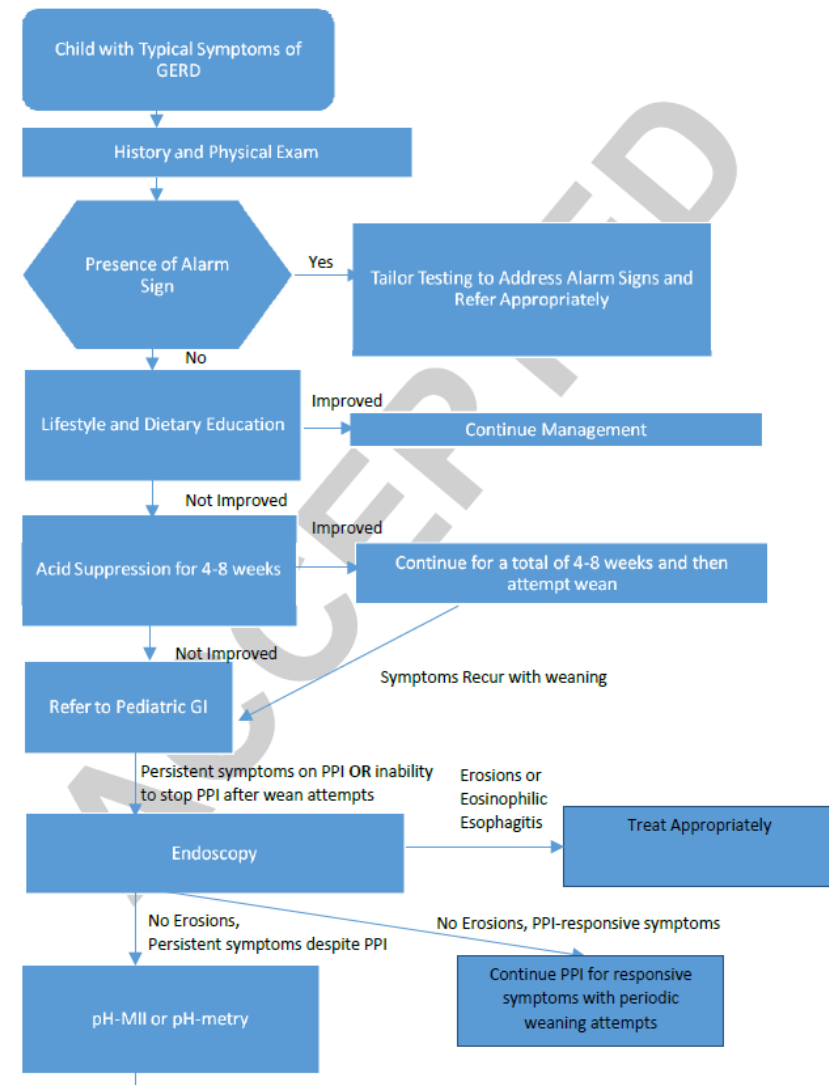 Child with Typical Symptoms of
GERD
History and Physical Exam
Presence of Alarm
Sign
Yes
Tailor Testing to Address Alarm Signs and
Refer Appropriately
No
Lifestyle and Dietary Education
Improved
Continue Management
Not Improved
Acid Suppression for 4-8 weeks
Improved
Continue for a total of 4-8 weeks and then
attempt wean
Not Improved
Symptoms Recur with weaning
Refer to Pediatric GI
Persistent symptoms on PPI OR inability
to stop PPI after wean attempts
Endoscopy
Erosions or
Eosinophilic
Esophagitis
Treat Appropriately
No Erosions,
Persistent symptoms despite PPI
No Erosions, PPI-responsive symptoms
Continue PPI for responsive
symptoms with periodic
weaning attempts
pH-MII or pH-metry
ACCEPTED